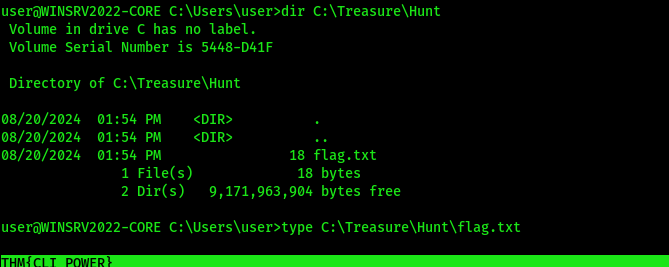 user@WINSRV2022-CORE C:\Users\user>dir C:\Treasure\Hunt
 Volume in drive C has no label.
 Volume Serial Number is 5448-D41F

 Directory of C:\Treasure\Hunt

08/20/2024  01:54 PM    <DIR>          .
08/20/2024  01:54 PM    <DIR>          ..
08/20/2024  01:54 PM                18 flag.txt
               1 File(s)             18 bytes
               2 Dir(s)   9,171,963,904 bytes free

user@WINSRV2022-CORE C:\Users\user>type C:\Treasure\Hunt\flag.txt

THM{CLI_POWER}